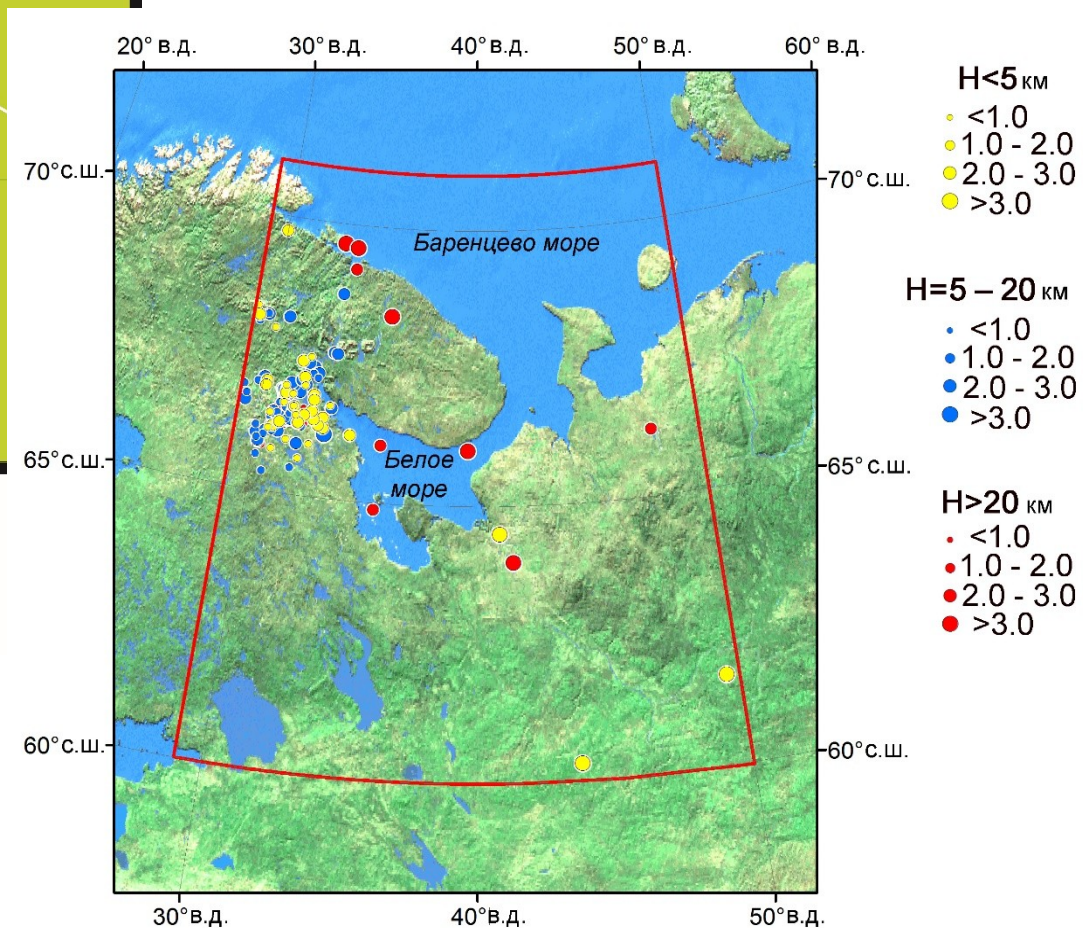 20° В.Д. 30° В.Д. 40° В.Д. 50° В.Д. 60° В.Д.
70° С.Ш.
70° С.Ш.
65° С.Ш.
65° С.Ш.
60° С.Ш.
60° С.Ш.
Баренцево море
Белое
море
30° В.Д. 40° В.Д. 50° В.Д.
H<5 км
<1.0
1.0 - 2.0
2.0 - 3.0
>3.0
H=5 – 20 км
<1.0
1.0 - 2.0
2.0 - 3.0
>3.0
H>20 км
<1.0
1.0 - 2.0
2.0 - 3.0
>3.0